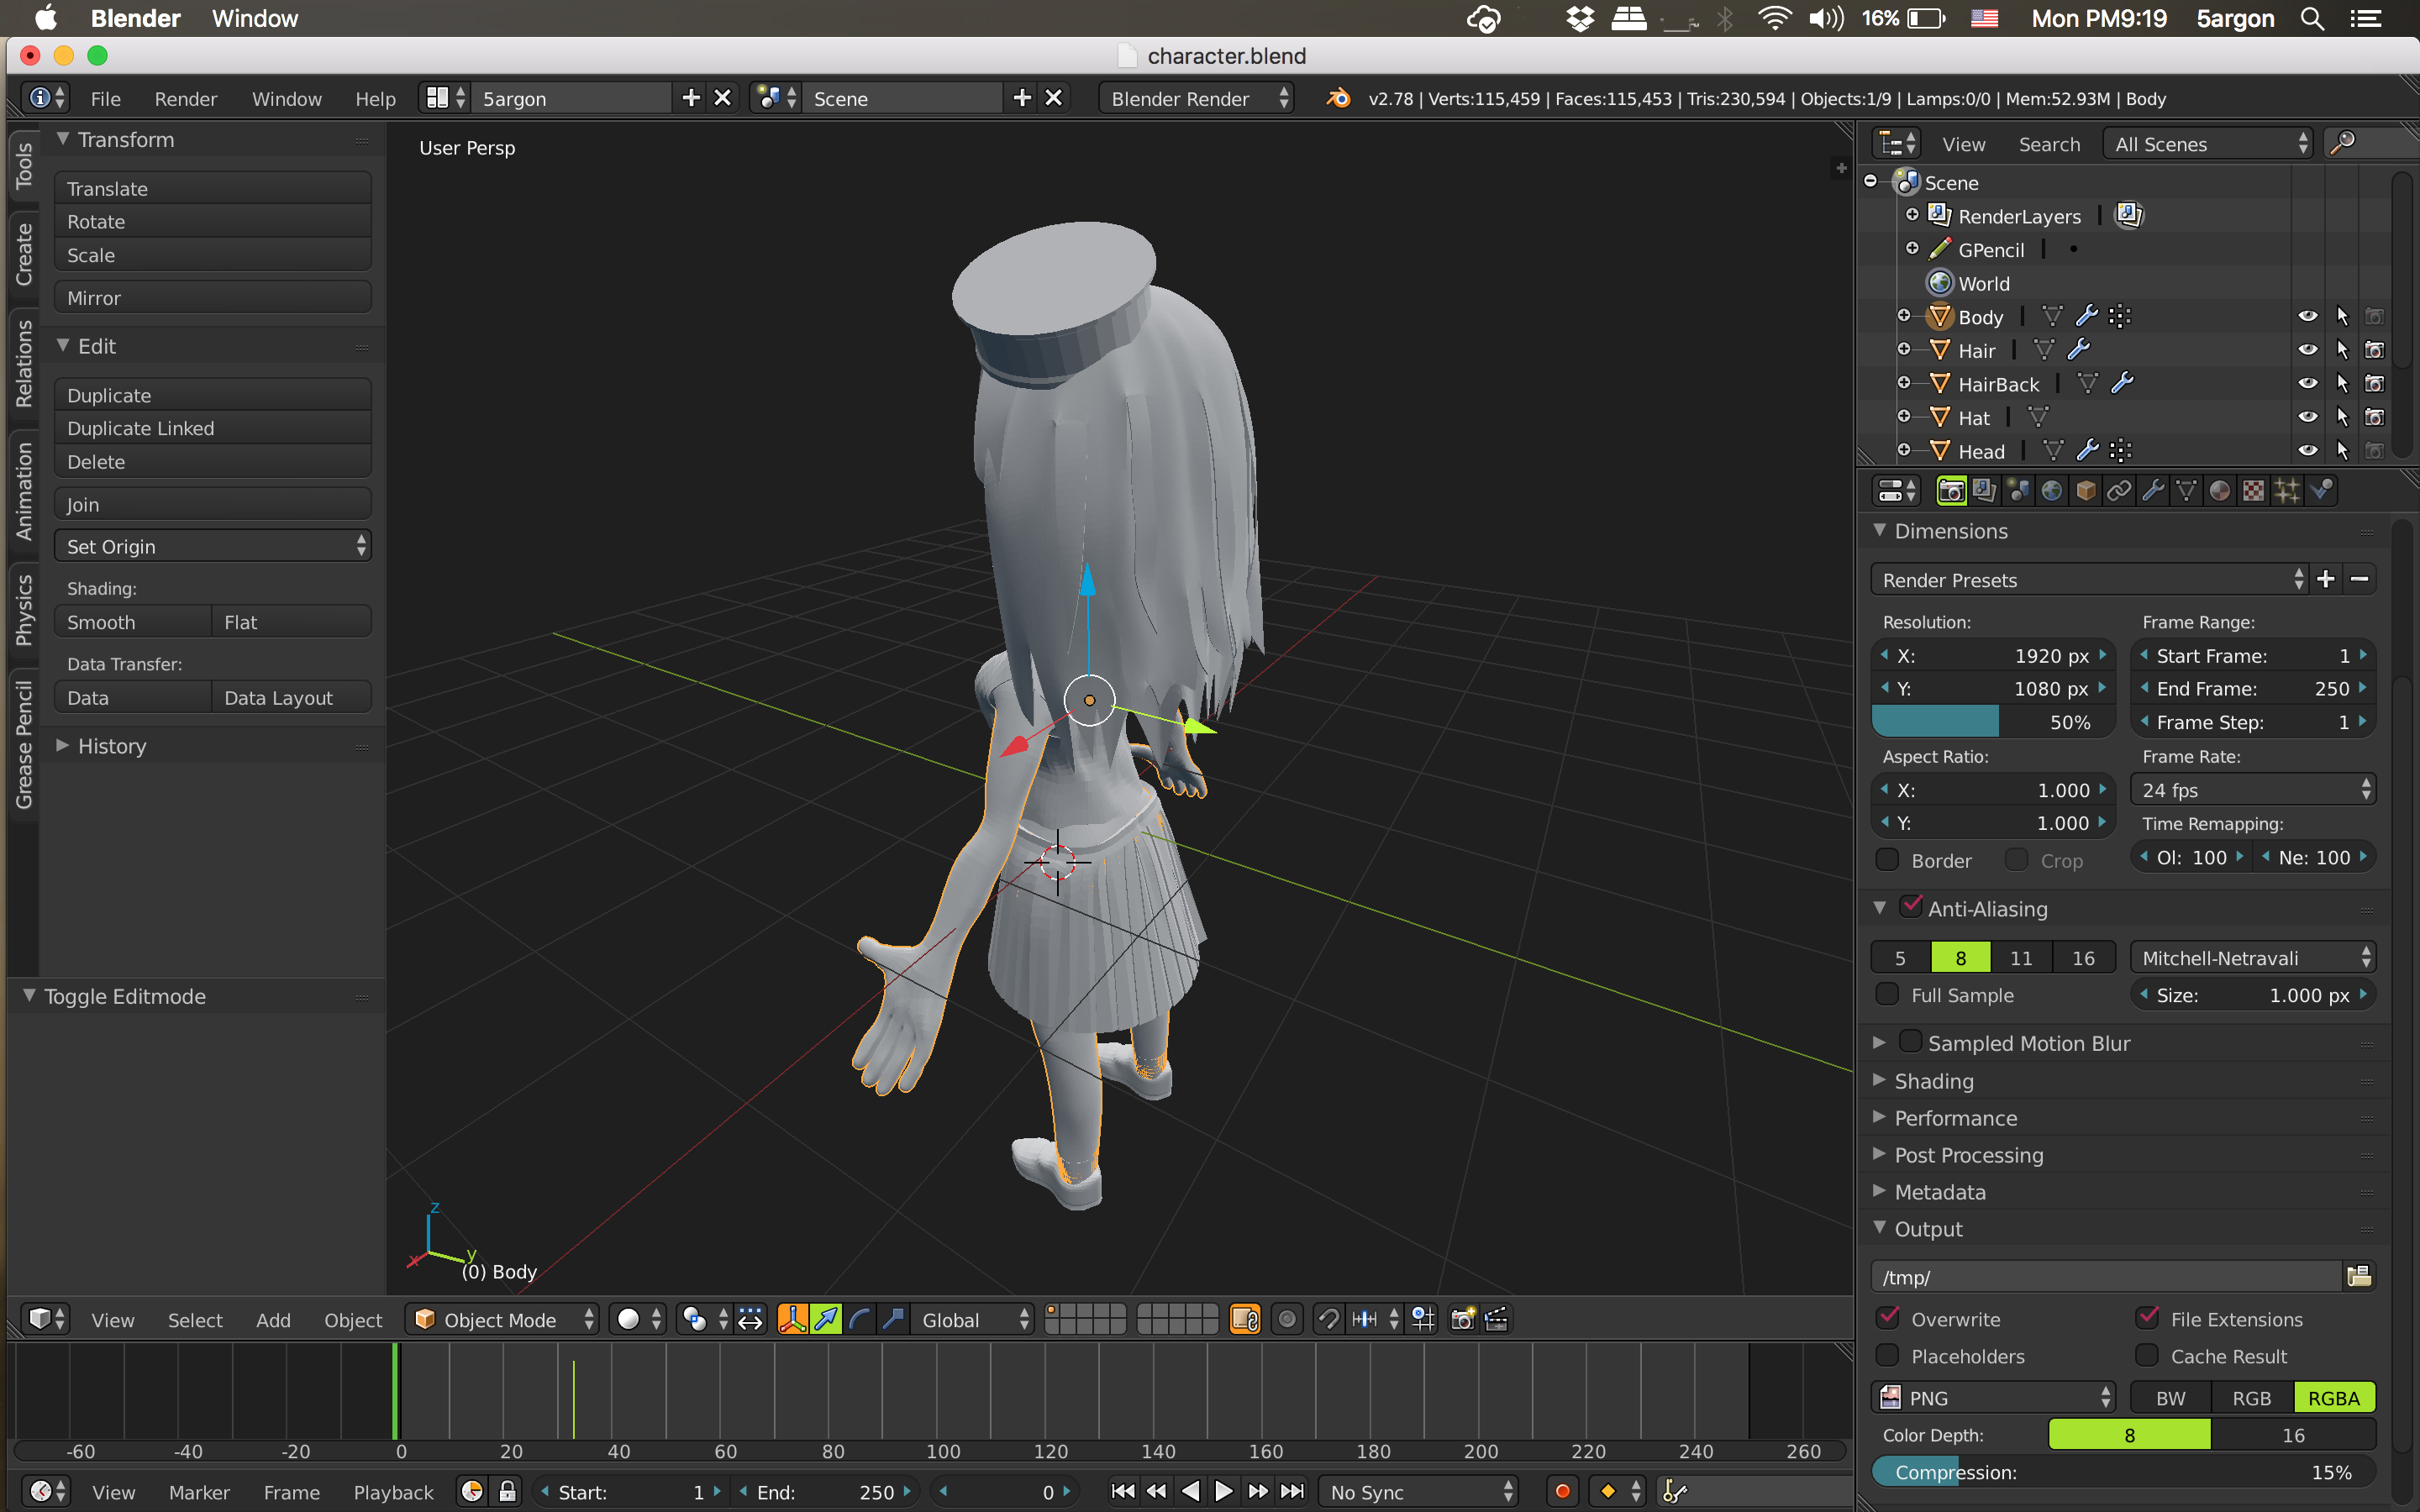 Blender Window 16% Mon PM9:19 5argon
character.blend
File Render Window Help 5argon Scene Blender Render v2.78 | Verts:115,459 | Faces:115,453 | Tris:230,594 | Objects:1/9 | Lamps:0/0 | Mem:52.93M | Body
Tools
Create
Relations
Animation
Physics
Grease Pencil
Transform
Translate
Rotate
Scale
Mirror
Edit
Duplicate
Duplicate Linked
Delete
Join
Set Origin
Shading:
Smooth Flat
Data Transfer:
Data Data Layout
History
Toggle Editmode
User Persp
z
x y
(0) Body
View Search All Scenes
Scene
RenderLayers
GPencil
World
Body
Hair
HairBack
Hat
Head
Dimensions
Render Presets
Resolution: Frame Range:
X: 1920 px Start Frame: 1
Y: 1080 px End Frame: 250
50% Frame Step: 1
Aspect Ratio: Frame Rate:
X: 1.000 24 fps
Y: 1.000 Time Remapping:
Border Crop Ol: 100 Ne: 100
Anti-Aliasing
5 8 11 16 Mitchell-Netravali
Full Sample Size: 1.000 px
Sampled Motion Blur
Shading
Performance
Post Processing
Metadata
Output
/tmp/
Overwrite File Extensions
Placeholders Cache Result
PNG BW RGB RGBA
Color Depth: 8 16
Compression: 15%
View Select Add Object Object Mode Global
-60 -40 -20 0 20 40 60 80 100 120 140 160 180 200 220 240 260
View Marker Frame Playback Start: 1 End: 250 0 No Sync